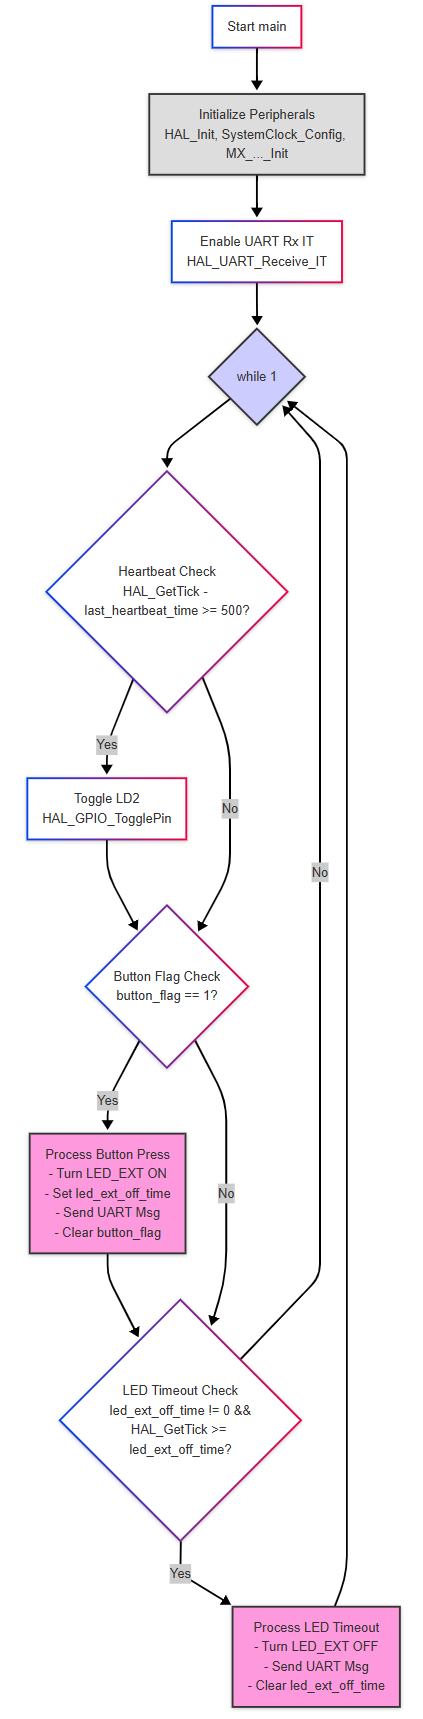 Start main
Initialize Peripherals
HAL_Init, SystemClock_Config,
MX_..._Init
Enable UART Rx IT
HAL_UART_Receive_IT
while 1
Heartbeat Check
HAL_GetTick -
last_heartbeat_time >= 500?
Yes
Toggle LD2
HAL_GPIO_TogglePin
No
No
Button Flag Check
button_flag == 1?
Yes
Process Button Press
- Turn LED_EXT ON
- Set led_ext_off_time
- Send UART Msg
- Clear button_flag
No
LED Timeout Check
led_ext_off_time != 0 &&
HAL_GetTick >=
led_ext_off_time?
Yes
Process LED Timeout
- Turn LED_EXT OFF
- Send UART Msg
- Clear led_ext_off_time